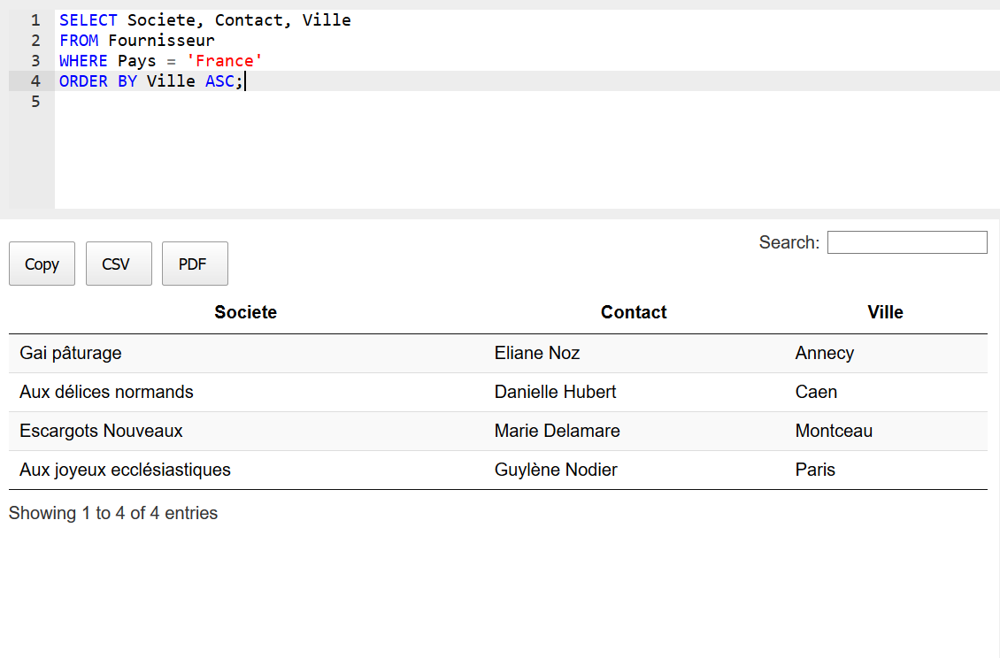 1 SELECT Societe, Contact, Ville
2 FROM Fournisseur
3 WHERE Pays = 'France'
4 ORDER BY Ville ASC;
5
Search:
Copy CSV PDF
Societe Contact Ville
Gai pâturage Eliane Noz Annecy
Aux délices normands Danielle Hubert Caen
Escargots Nouveaux Marie Delamare Montceau
Aux joyeux ecclésiastiques Guylène Nodier Paris
Showing 1 to 4 of 4 entries